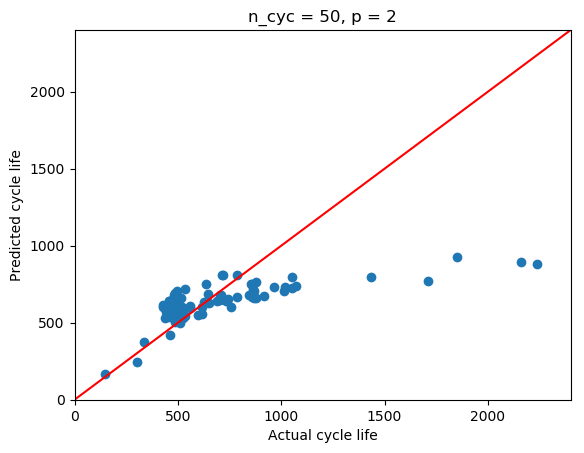 n_cyc = 50, p = 2
Predicted cycle life
2000
1500
1000
500
0
0 500 1000 1500 2000
Actual cycle life